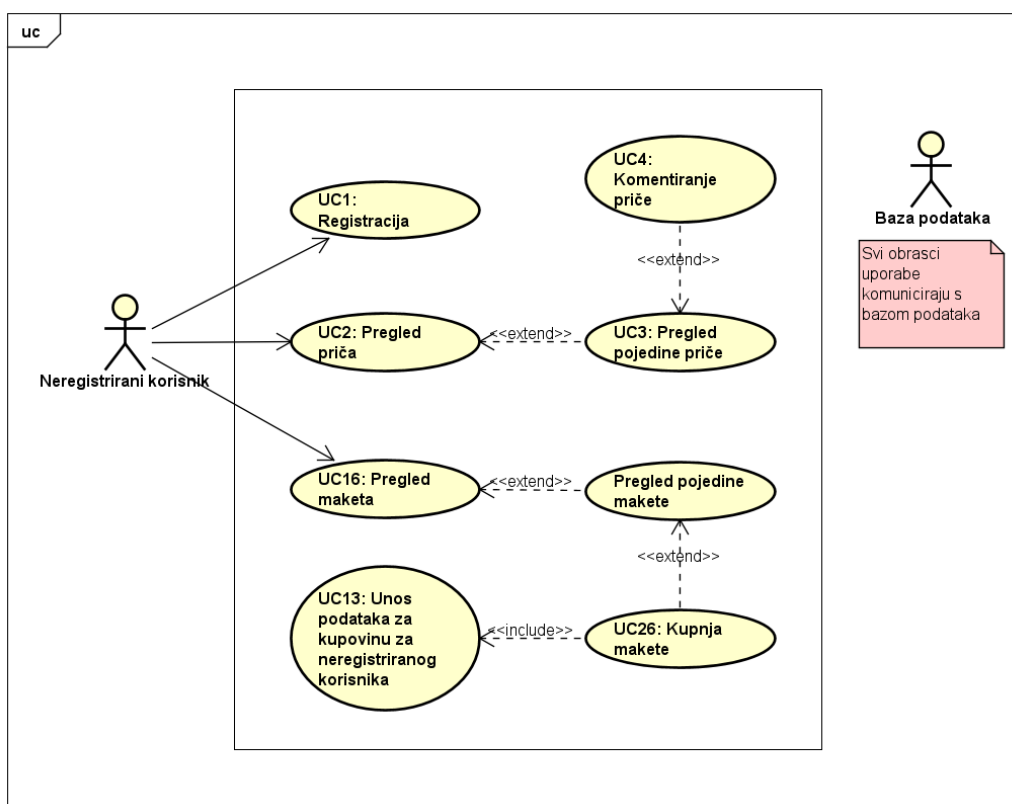 uc
UC4:
Komentiranje
priče
Baza podataka
UC1:
Registracija
Svi obrasci
uporabe
komuniciraju s
bazom podataka
<<extend>>
UC2: Pregled
priča
<<extend>>
UC3: Pregled
pojedine priče
Neregistrirani korisnik
UC16: Pregled
maketa
<<extend>>
Pregled pojedine
makete
<<extend>>
UC13: Unos
podataka za
kupovinu za
neregistriranog
korisnika
<<include>>
UC26: Kupnja
makete